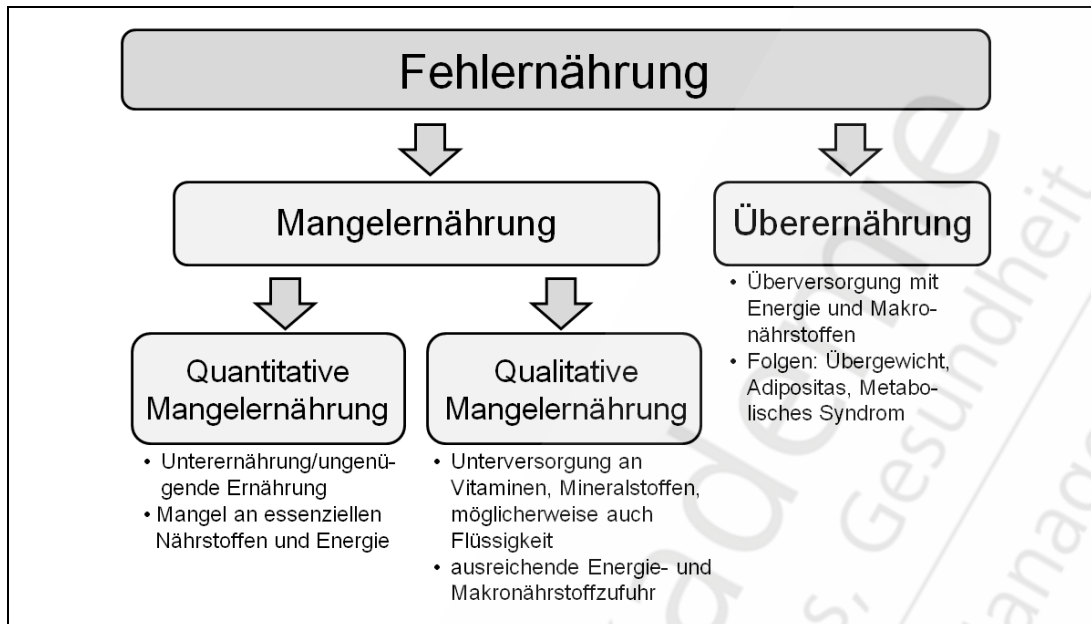 Fehlernährung
Mangelernährung
Überernährung
• Überversorgung mit
Energie und Makro-
nährstoffen
• Folgen: Übergewicht,
Adipositas, Metabo-
lisches Syndrom
Quantitative
Mangelernährung
• Unterernährung/ungenü-
gende Ernährung
• Mangel an essenziellen
Nährstoffen und Energie
Qualitative
Mangelernährung
• Unterversorgung an
Vitaminen, Mineralstoffen,
möglicherweise auch
Flüssigkeit
• ausreichende Energie- und
Makronährstoffzufuhr